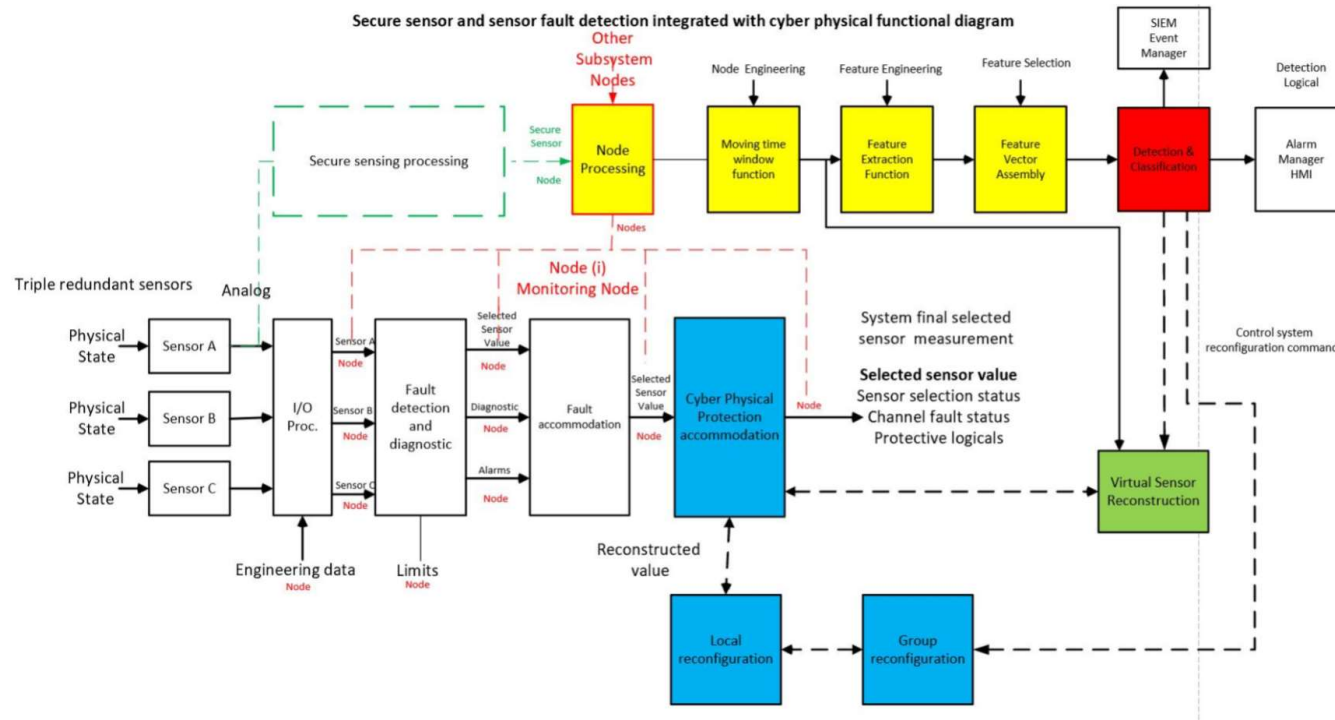 Secure sensor and sensor fault detection integrated with cyber physical functional diagram
Other
Subsystem
Nodes
Node Engineering
Feature Engineering
Feature Selection
SIEM
Event
Manager
Detection
Logical
Secure sensing processing
Secure
Sensor
Node
Node
Processing
Moving time
window
function
Feature
Extraction
Function
Feature
Vector
Assembly
Detection &
Classification
Alarm
Manager
HMI
Nodes
Node (i)
Monitoring Node
Triple redundant sensors
Analog
Physical
State
Sensor A
Physical
State
Sensor B
Physical
State
Sensor C
I/O
Proc.
Sensor A
Node
Sensor B
Node
Sensor C
Node
Fault
detection
and
diagnostic
Selected
Sensor
Value
Node
Diagnostic
Node
Alarms
Node
Fault
accommodation
Selected
Sensor
Value
Node
Cyber Physical
Protection
accommodation
Node
System final selected
sensor measurement
Selected sensor value
Sensor selection status
Channel fault status
Protective logicals
Control system
reconfiguration command
Virtual Sensor
Reconstruction
Engineering data
Node
Limits
Node
Reconstructed
value
Local
reconfiguration
Group
reconfiguration